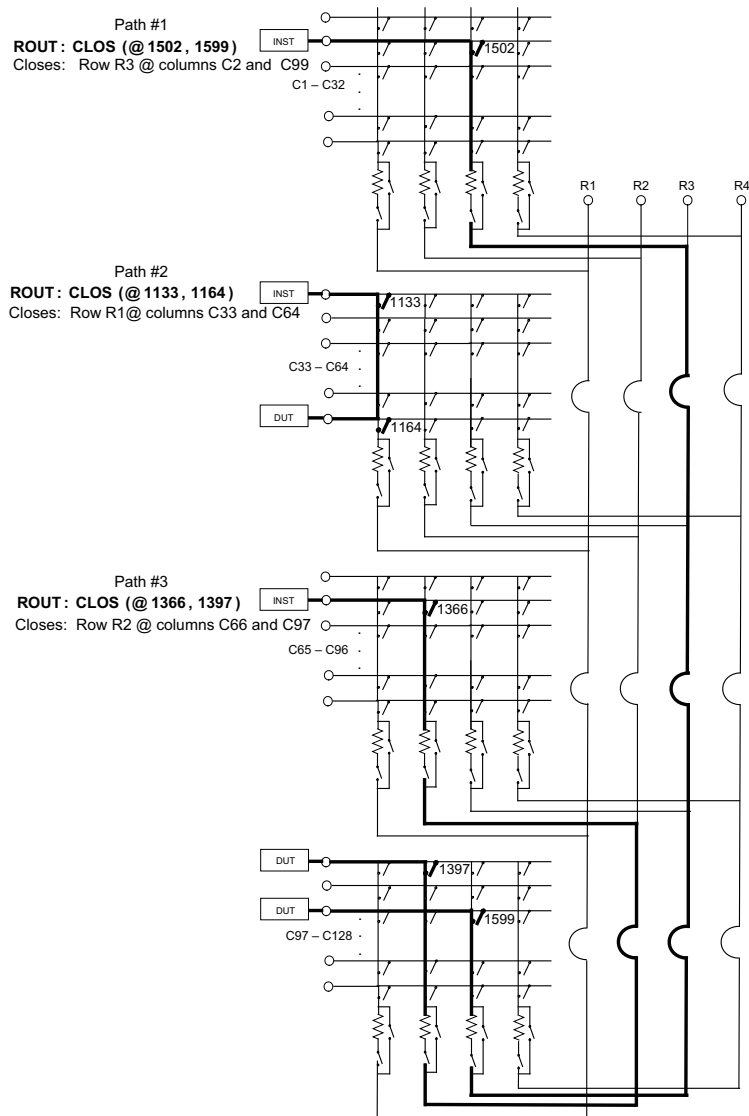 Path #1
ROUT: CLOS (@ 1502, 1599)
Closes: Row R3 @ columns C2 and C99
INST
1502
C1 – C32
R1
R2
R3
R4
Path #2
ROUT: CLOS (@ 1133, 1164)
Closes: Row R1@ columns C33 and C64
INST
1133
C33 – C64
DUT
1164
Path #3
ROUT: CLOS (@ 1366, 1397)
Closes: Row R2 @ columns C66 and C97
INST
1366
C65 – C96
DUT
1397
DUT
1599
C97 – C128